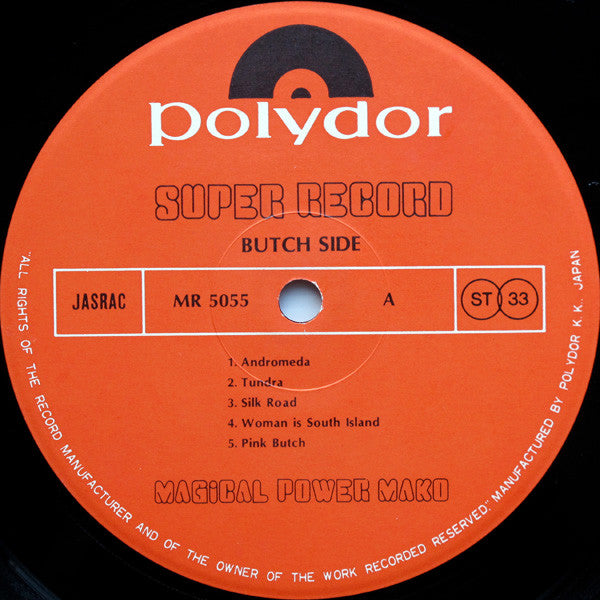 polydor
SUPER RECORD
BUTCH SIDE
JASRAC MR 5055 A ST 33
1. Andromeda
2. Tundra
3. Silk Road
4. Woman is South Island
5. Pink Butch
MAGICAL POWER MAKO
"ALL RIGHTS OF THE RECORD MANUFACTURER AND OF THE OWNER OF THE WORK RECORDED RESERVED." MANUFACTURED BY POLYDOR K.K., JAPAN